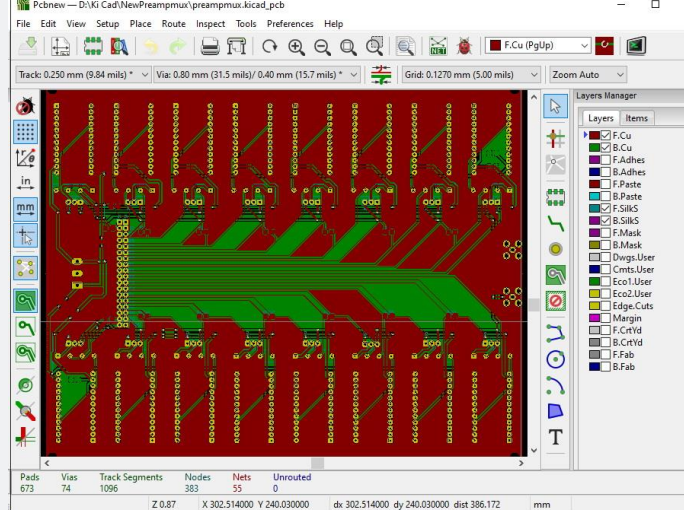 Pcbnew — D:\Ki Cad\NewPreampmux\preampmux.kicad_pcb
File Edit View Setup Place Route Inspect Tools Preferences Help
NET
F.Cu (PgUp)
Track: 0.250 mm (9.84 mils) *
Via: 0.80 mm (31.5 mils)/ 0.40 mm (15.7 mils) *
Grid: 0.1270 mm (5.00 mils)
Zoom Auto
in
mm
T
Layers Manager
Layers Items
F.Cu
B.Cu
F.Adhes
B.Adhes
F.Paste
B.Paste
F.SilkS
B.SilkS
F.Mask
B.Mask
Dwgs.User
Cmts.User
Eco1.User
Eco2.User
Edge.Cuts
Margin
F.CrtYd
B.CrtYd
F.Fab
B.Fab
Pads Vias Track Segments Nodes Nets Unrouted
673 74 1096 383 55 0
Z 0.87 X 302.514000 Y 240.030000 dx 302.514000 dy 240.030000 dist 386.172 mm